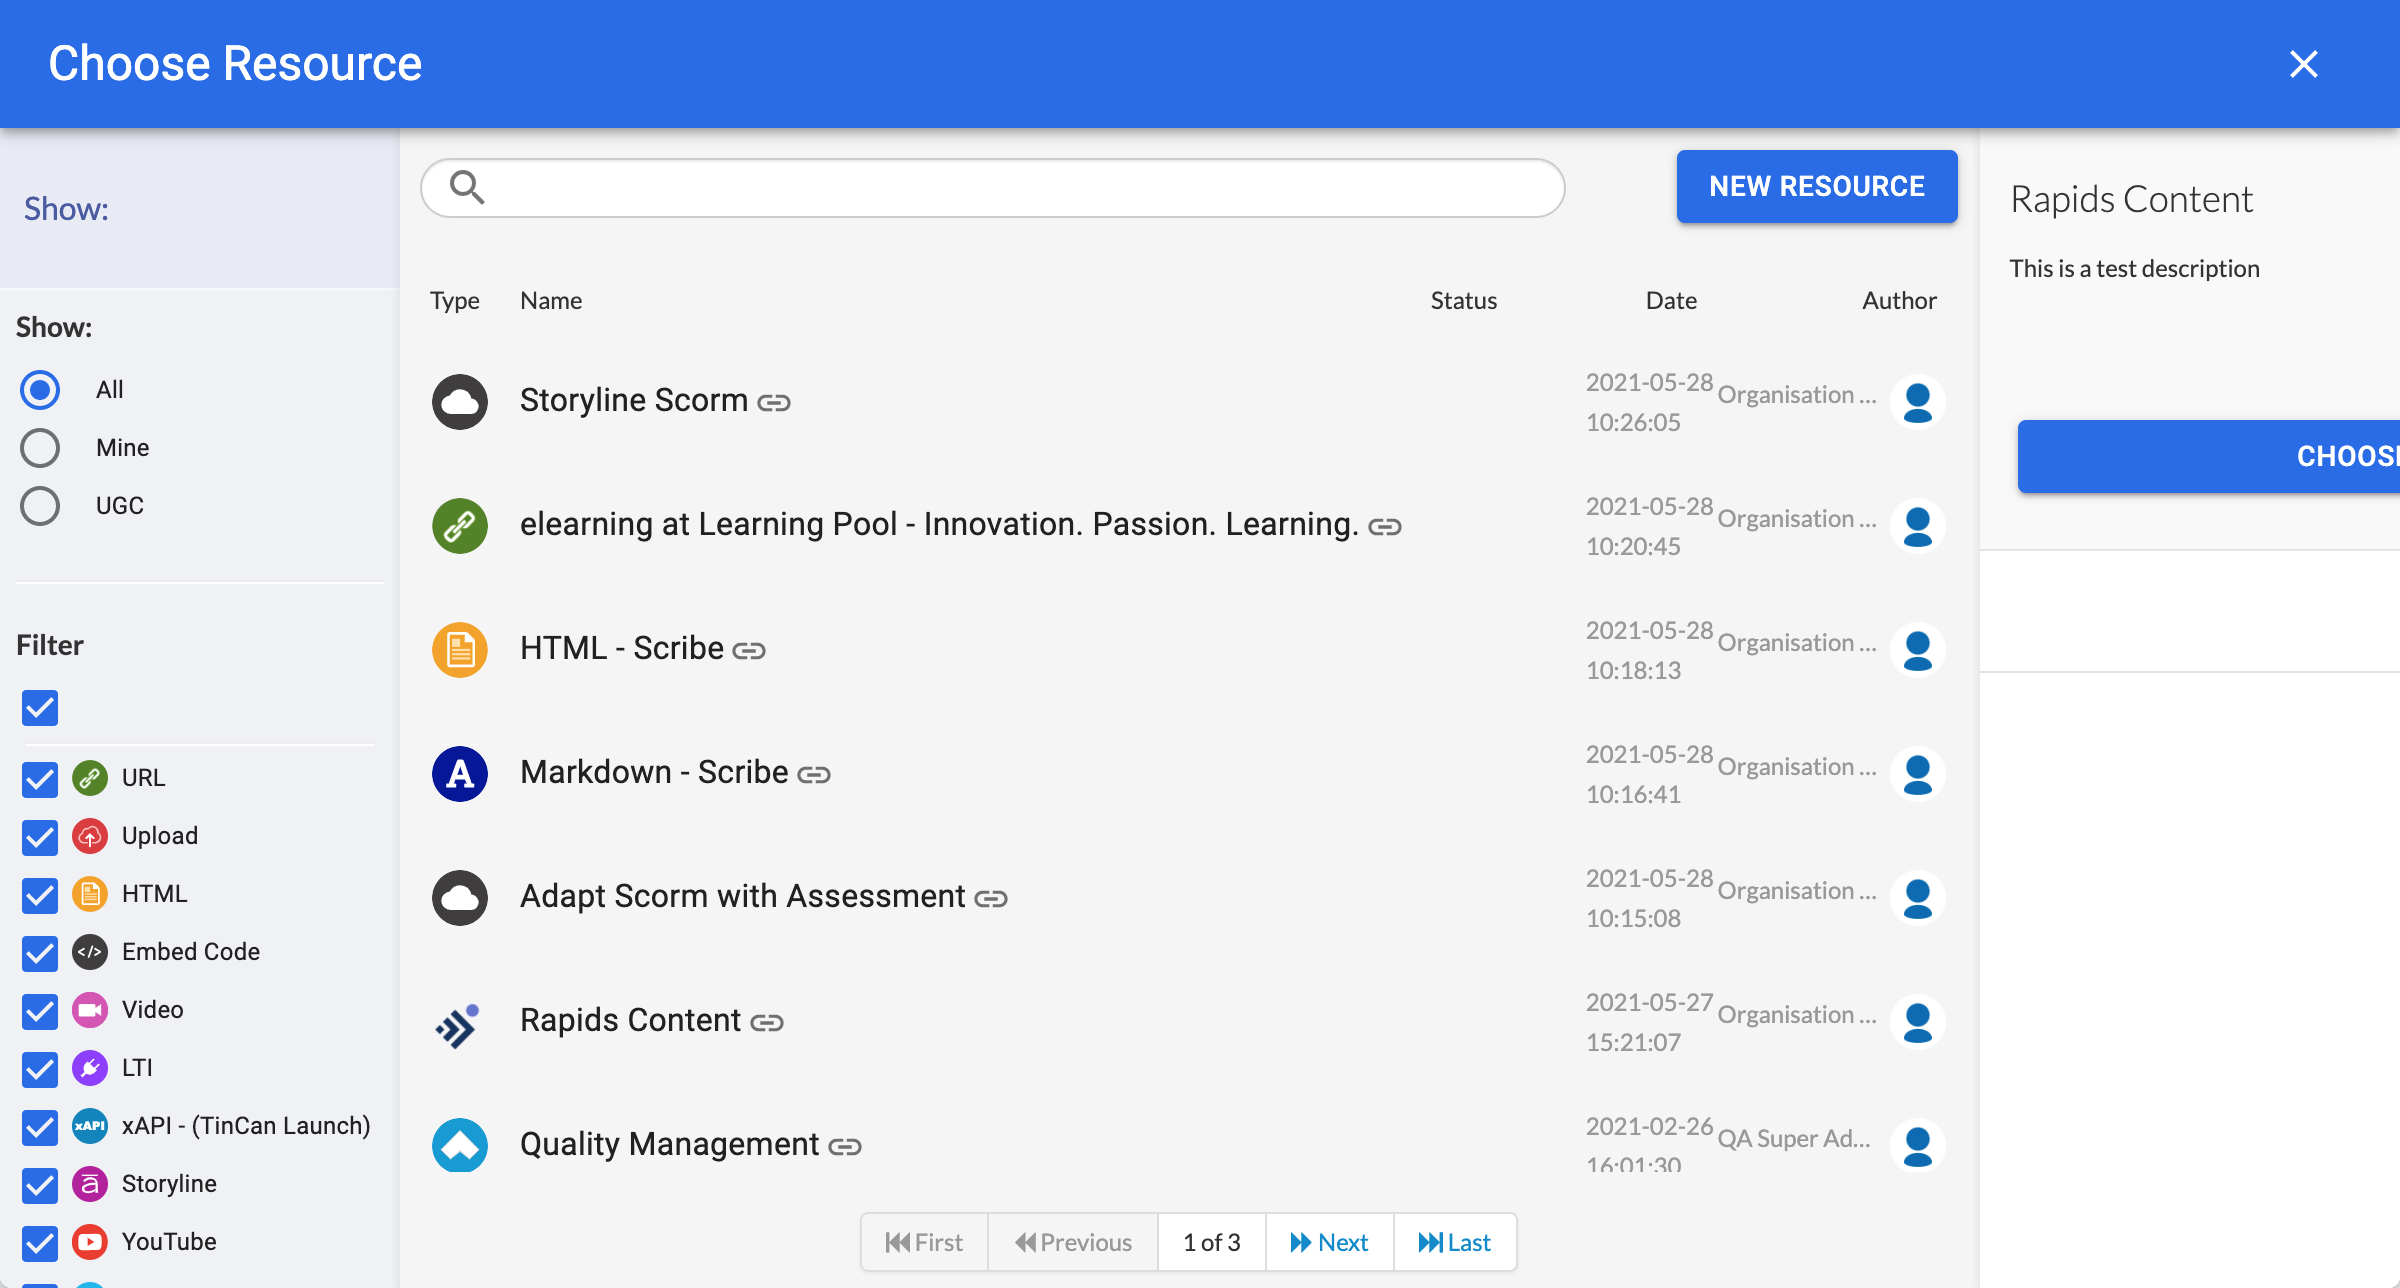 Choose Resource
Show:
Show:
All
Mine
UGC
Filter
URL
Upload
HTML
</>
Embed Code
Video
LTI
xAPI
xAPI - (TinCan Launch)
a
Storyline
YouTube
NEW RESOURCE
Type Name Status Date Author
Storyline Scorm 2021-05-28 10:26:05 Organisation ...
elearning at Learning Pool - Innovation. Passion. Learning. 2021-05-28 10:20:45 Organisation ...
HTML - Scribe 2021-05-28 10:18:13 Organisation ...
A Markdown - Scribe 2021-05-28 10:16:41 Organisation ...
Adapt Scorm with Assessment 2021-05-28 10:15:08 Organisation ...
Rapids Content 2021-05-27 15:21:07 Organisation ...
Quality Management 2021-02-26 16:01:30 QA Super Ad...
First Previous 1 of 3 Next Last
Rapids Content
This is a test description